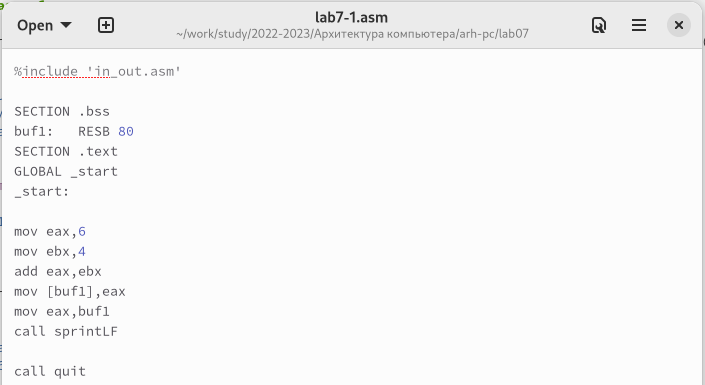 Open
lab7-1.asm
~/work/study/2022-2023/Архитектура компьютера/arh-pc/lab07
%include 'in_out.asm'
SECTION .bss
buf1:   RESB 80
SECTION .text
GLOBAL _start
_start:
mov eax,6
mov ebx,4
add eax,ebx
mov [buf1],eax
mov eax,buf1
call sprintLF
call quit